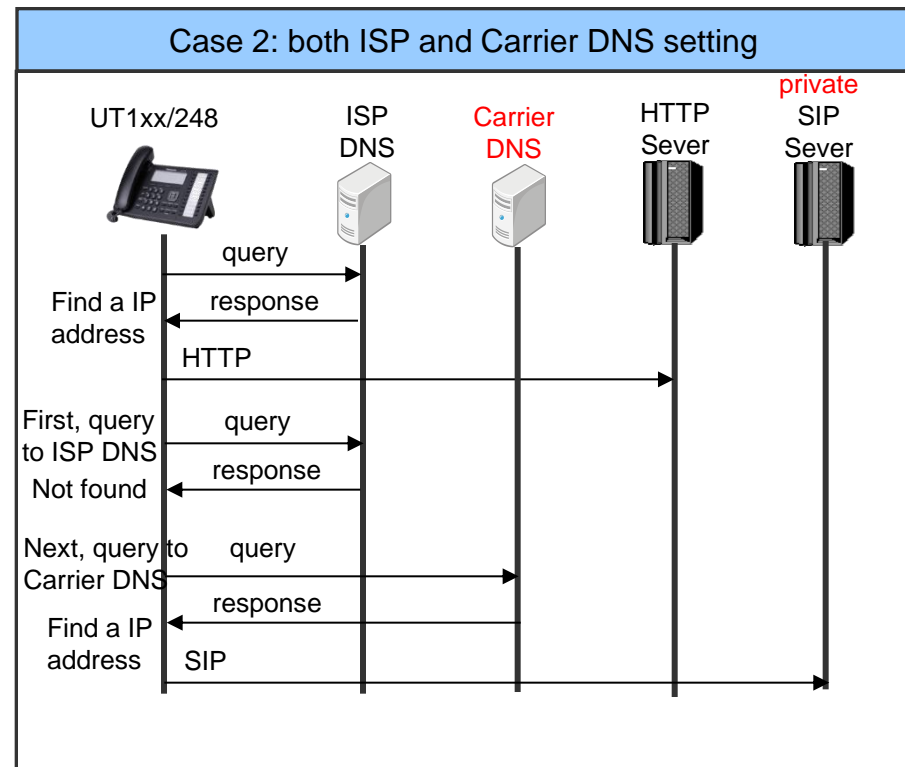 Case 2: both ISP and Carrier DNS setting
UT1xx/248
ISP
DNS
Carrier
DNS
HTTP
Sever
private
SIP
Sever
query
Find a IP
address
response
HTTP
First, query
to ISP DNS
query
Not found
response
Next, query to
Carrier DNS
query
response
Find a IP
address
SIP